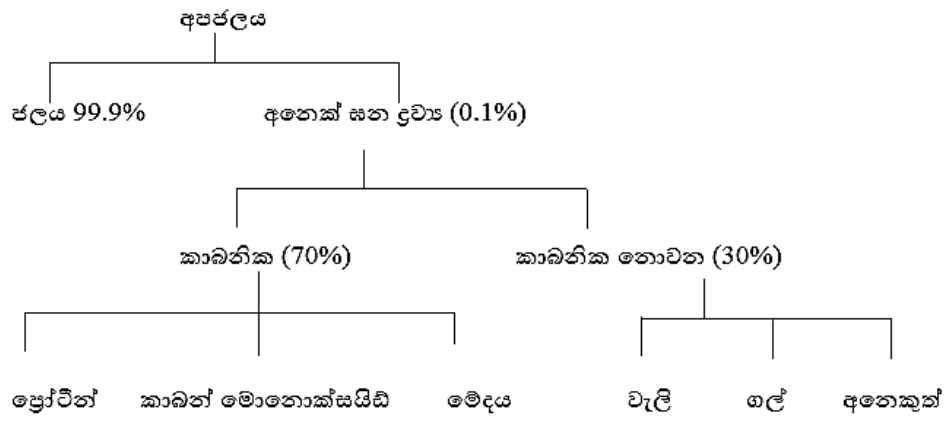 අපජලය
ජලය 99.9% අනෙක් ඝන ද්‍රව්‍ය (0.1%)
කාබනික (70%) කාබනික නොවන (30%)
ප්‍රෝටීන් කාබන් මොනොක්සයිඩ් මේදය වැලි ගල් අනෙකුත්